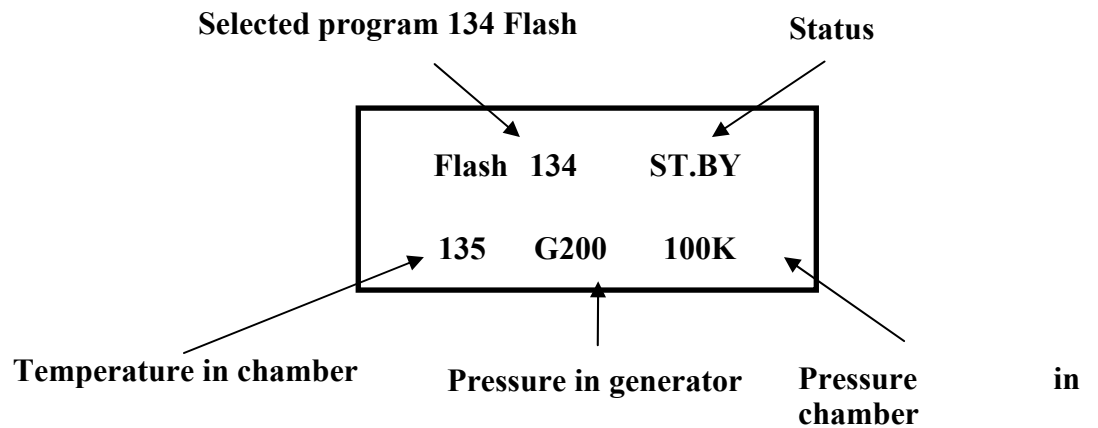 Selected program 134 Flash
Status
Flash 134 ST.BY
135 G200 100K
Temperature in chamber
Pressure in generator
Pressure in
chamber